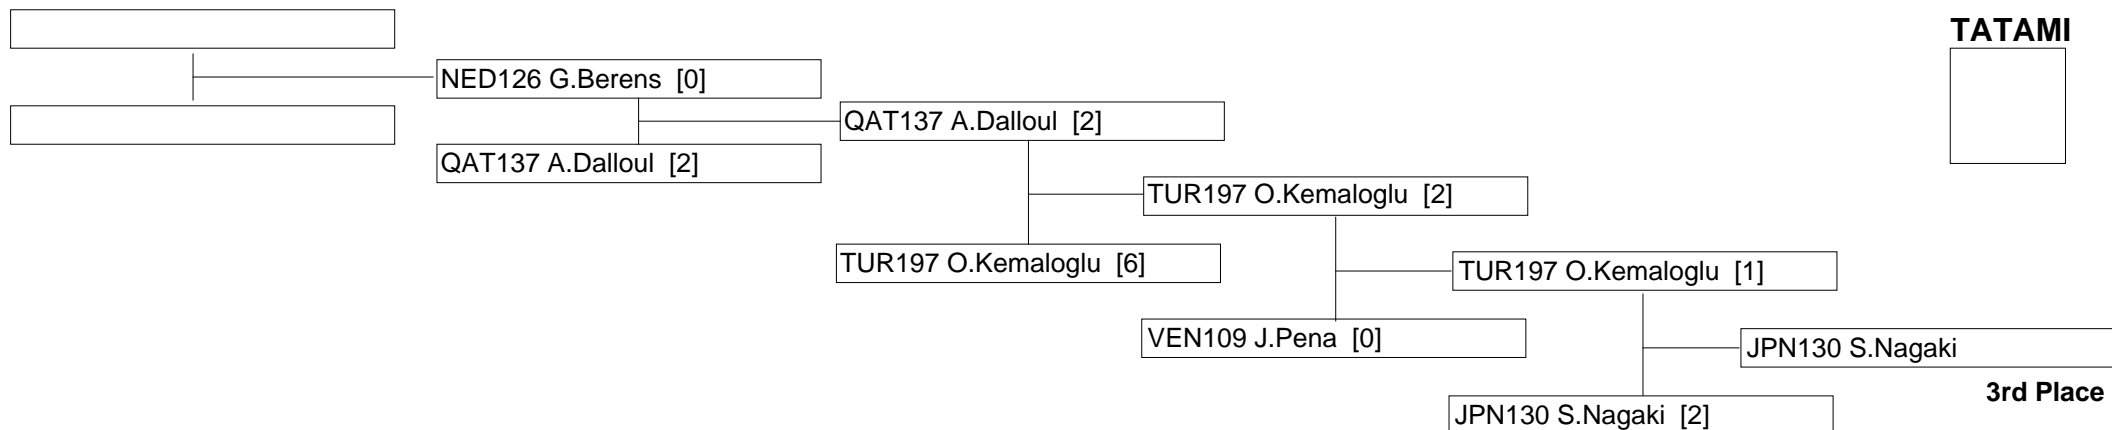 TATAMI
NED126 G.Berens [0]
QAT137 A.Dalloul [2]
QAT137 A.Dalloul [2]
TUR197 O.Kemaloglu [2]
TUR197 O.Kemaloglu [6]
TUR197 O.Kemaloglu [1]
VEN109 J.Pena [0]
JPN130 S.Nagaki
3rd Place
JPN130 S.Nagaki [2]